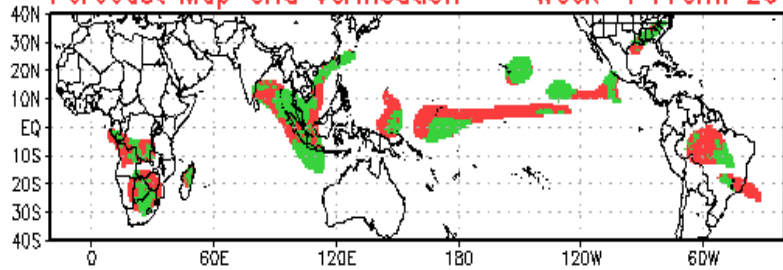 Forecast Map and Verification Week-1 From: 20
40N
30N
20N
10N
EQ
10S
20S
30S
40S
0 60E 120E 180 120W 60W